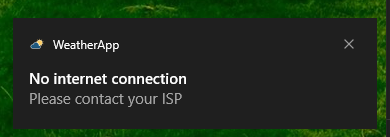 WeatherApp
No internet connection
Please contact your ISP